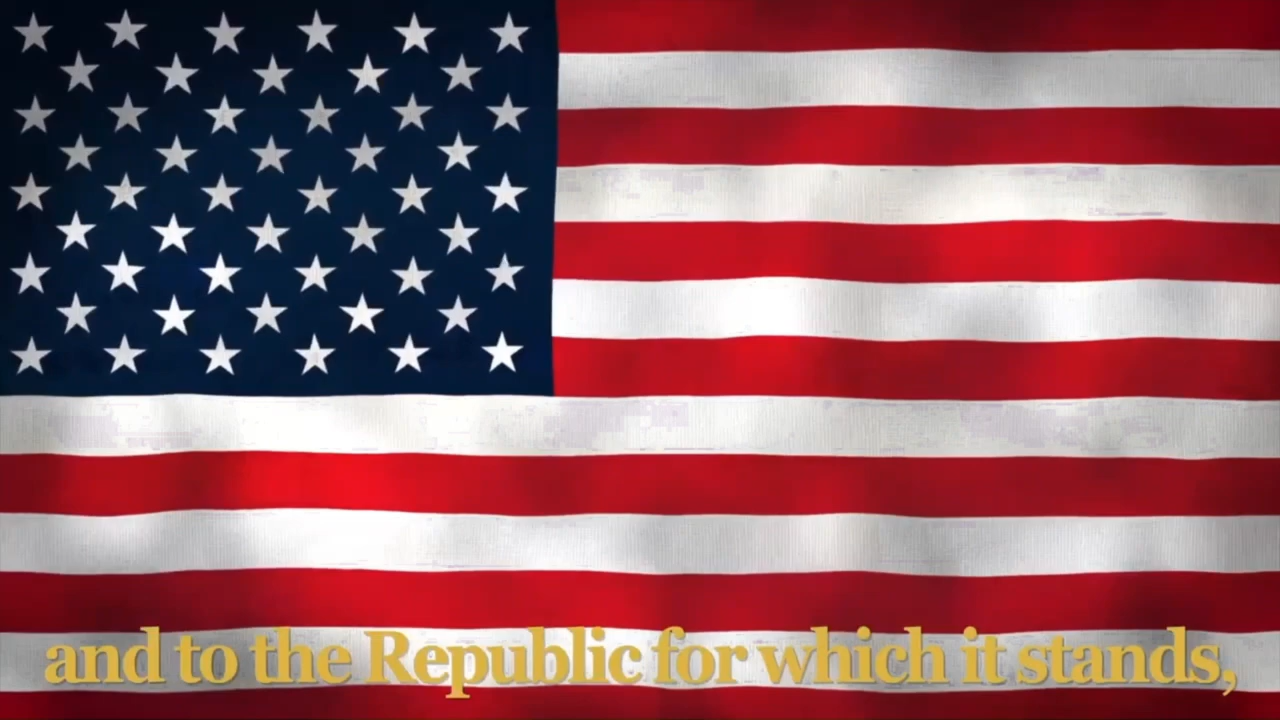 and to the Republic for which it stands,